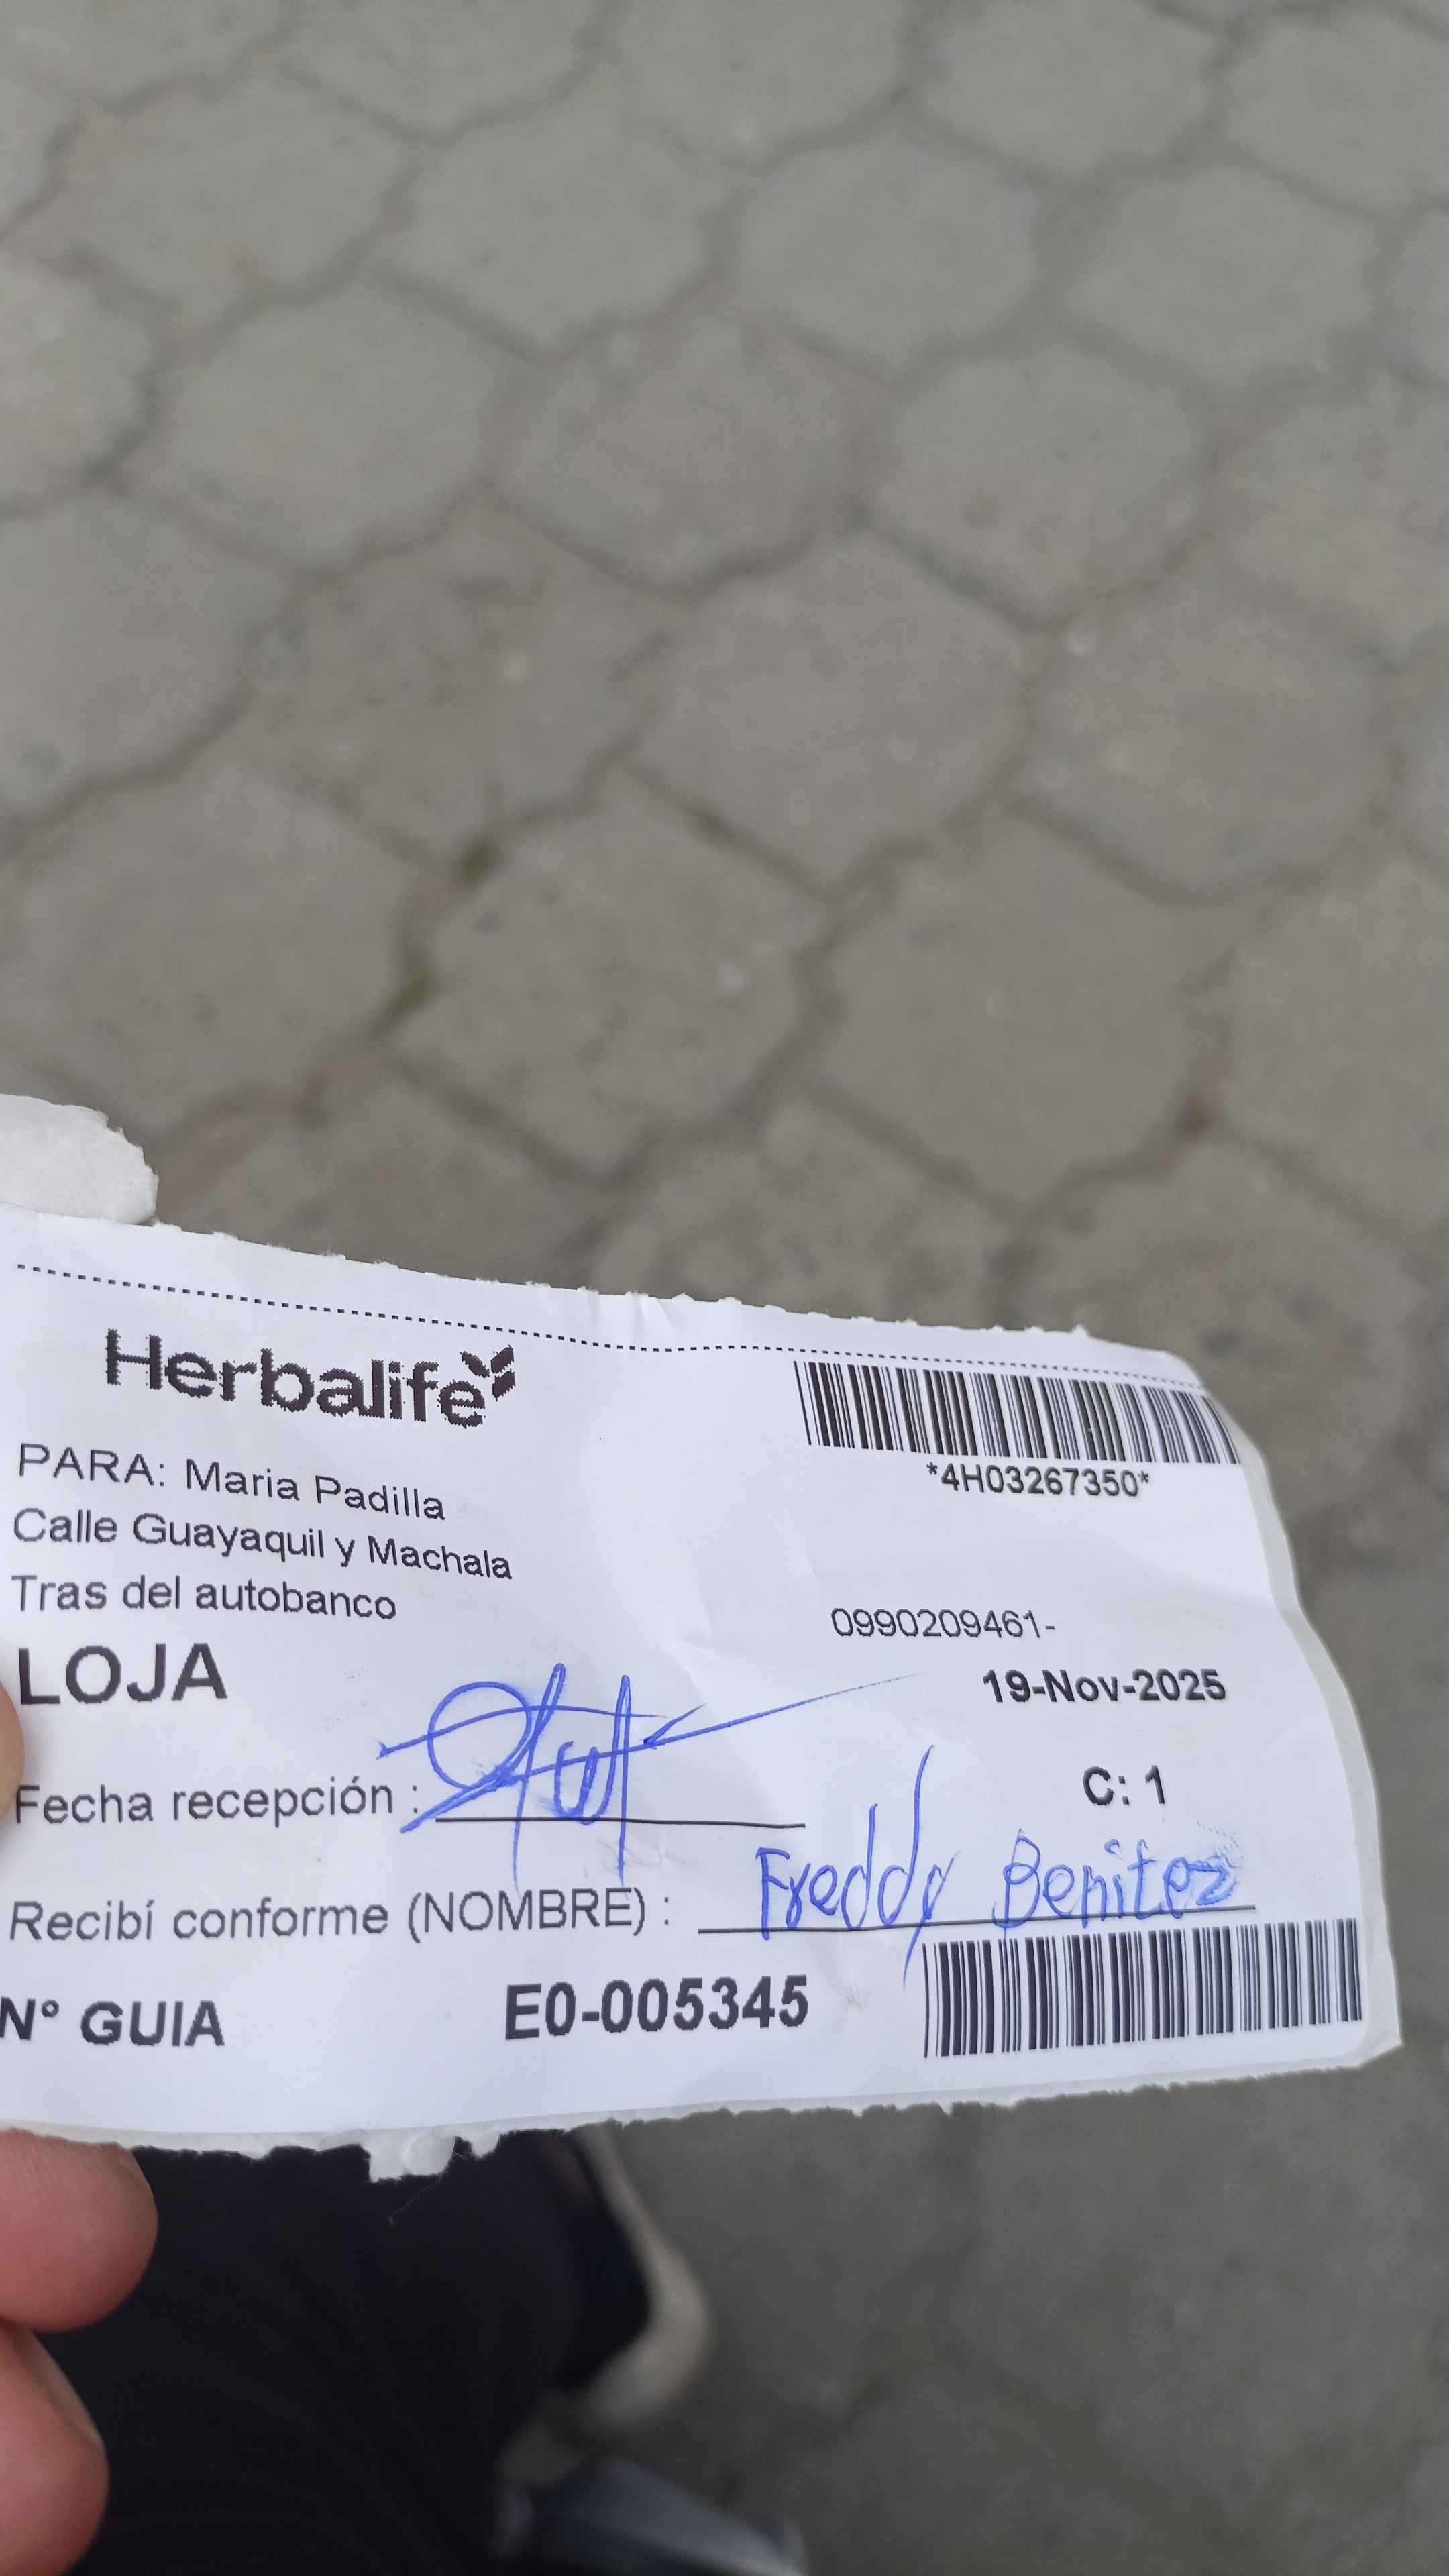 Herbalife
*4H03267350*
PARA: Maria Padilla
Calle Guayaquil y Machala
Tras del autobanco
0990209461-
LOJA
19-Nov-2025
Fecha recepción :
C: 1
Recibí conforme (NOMBRE) : Freddy Benitez
N° GUIA E0-005345